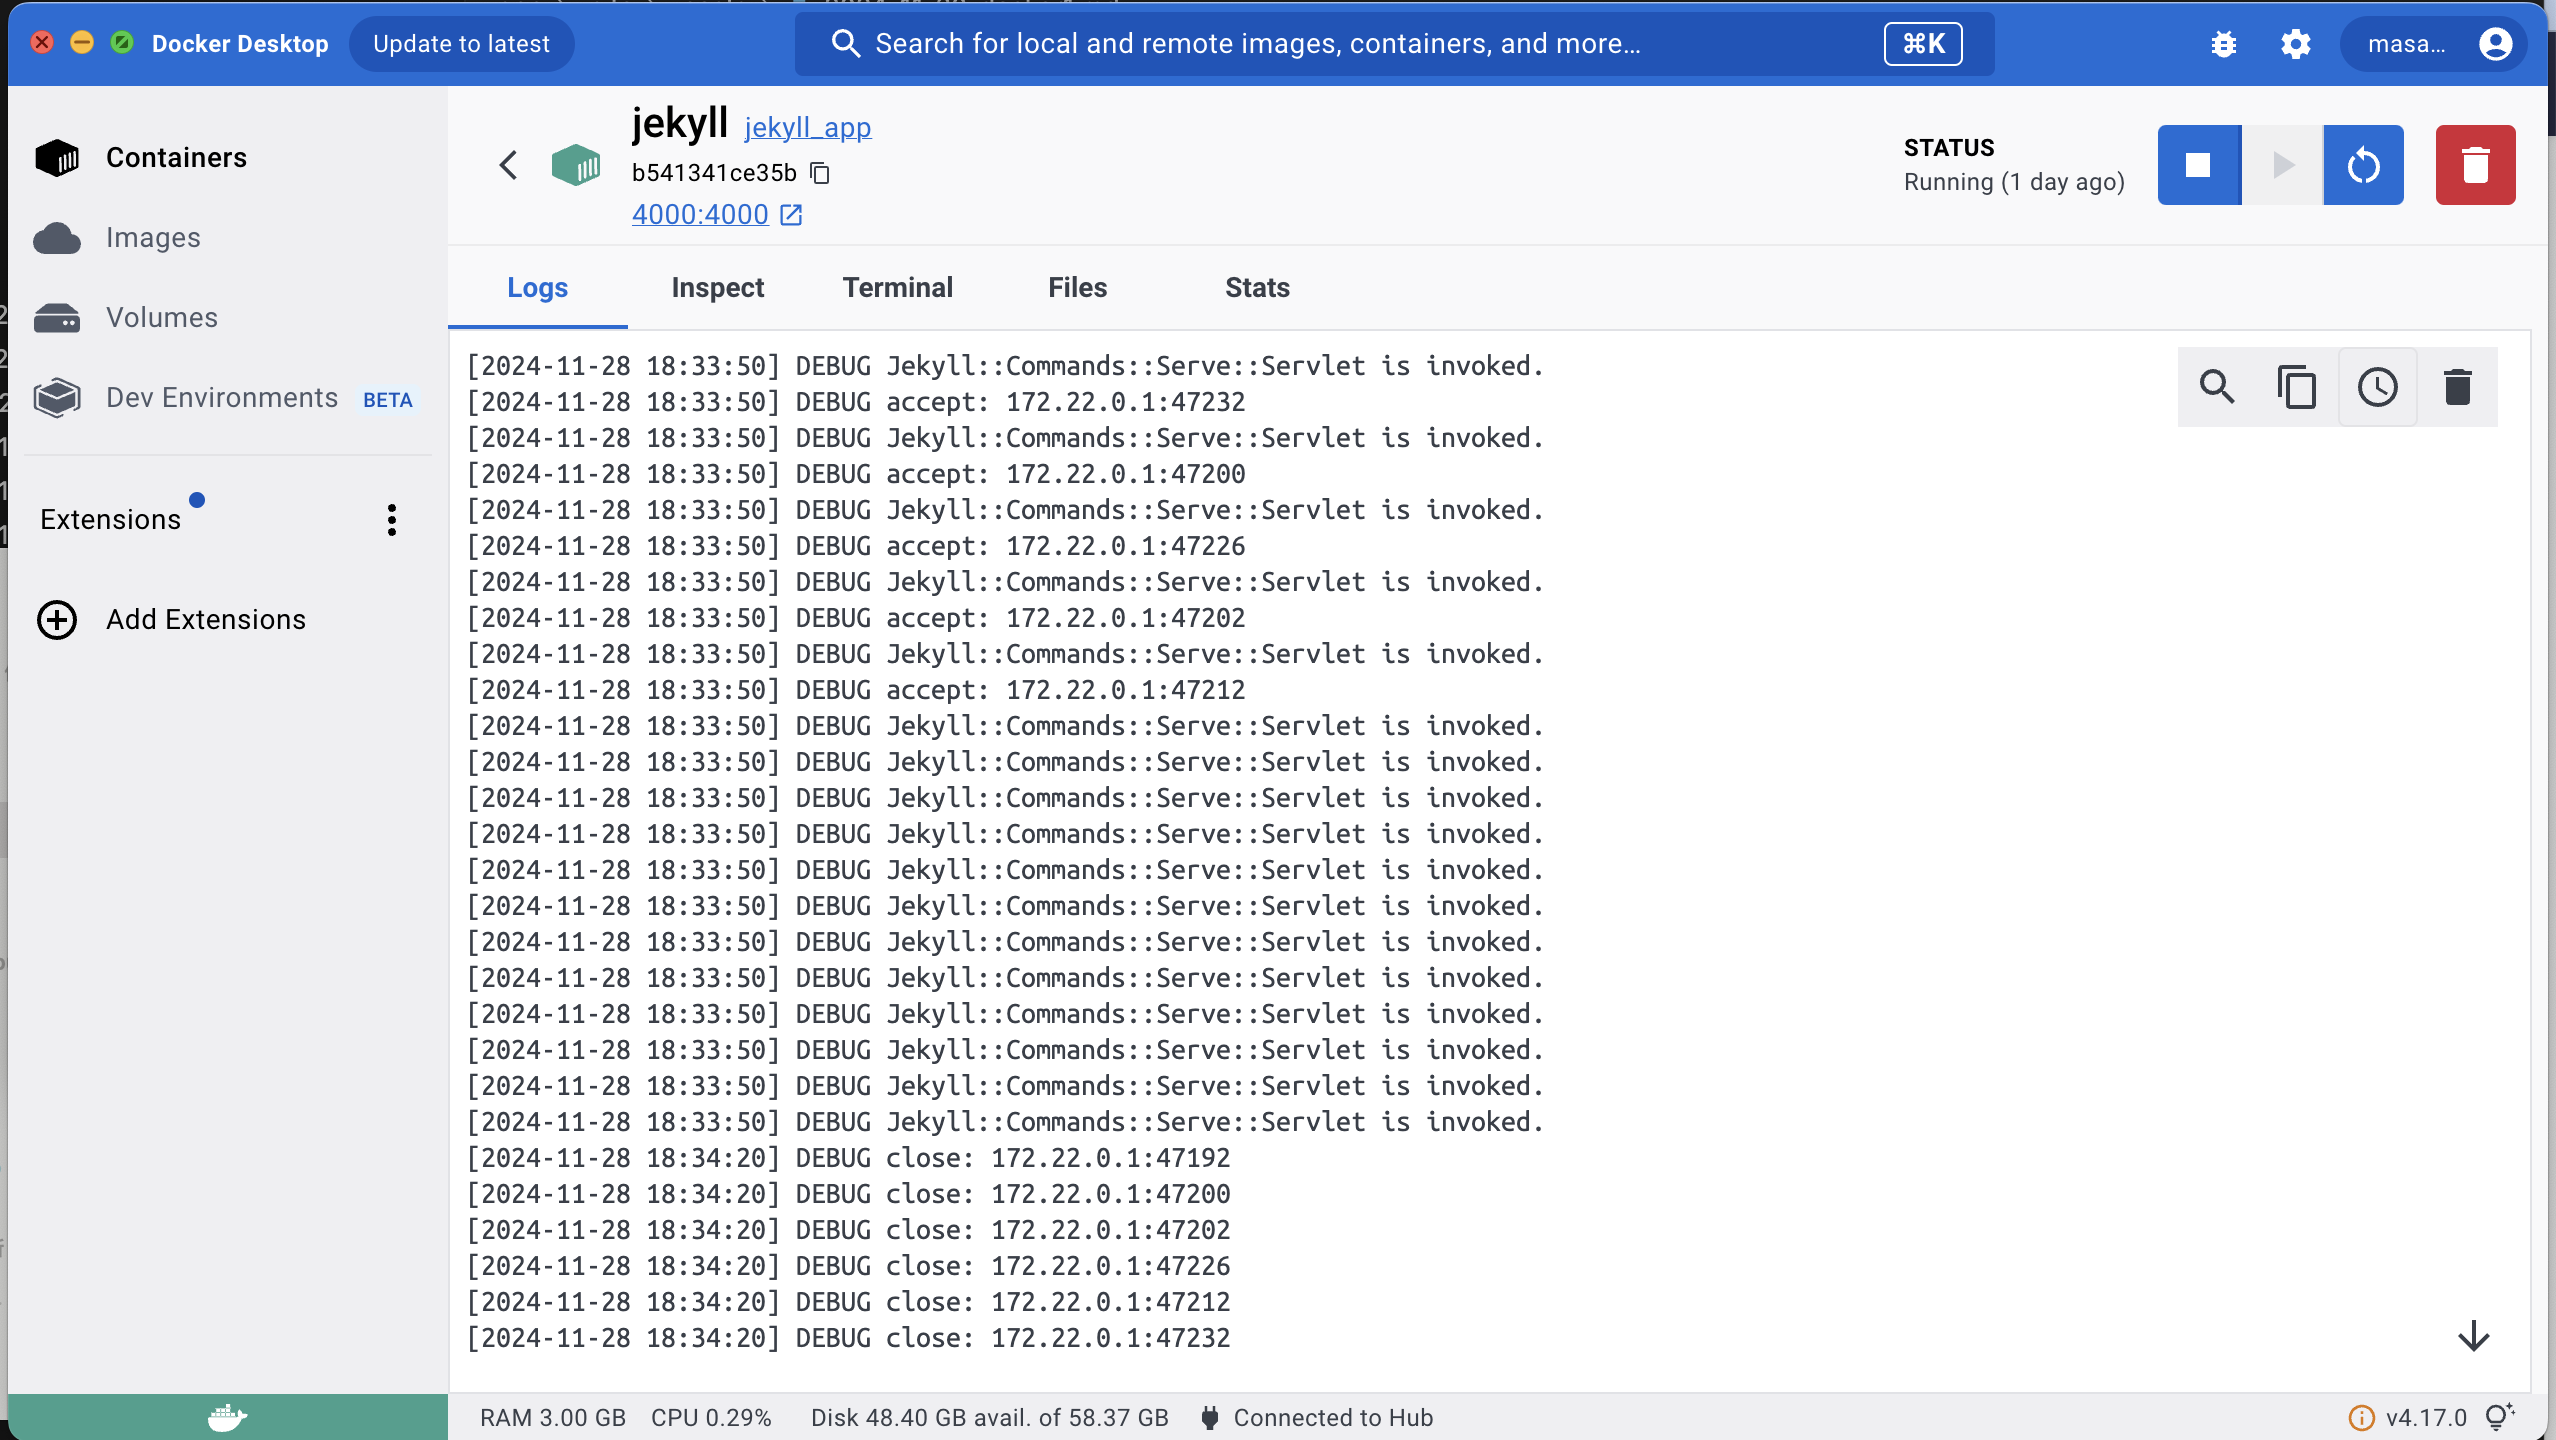 Docker Desktop
Update to latest
Search for local and remote images, containers, and more...
⌘K
masa...
Containers
Images
Volumes
Dev Environments BETA
Extensions
Add Extensions
jekyll jekyll_app
b541341ce35b
4000:4000
STATUS
Running (1 day ago)
Logs Inspect Terminal Files Stats
[2024-11-28 18:33:50] DEBUG Jekyll::Commands::Serve::Servlet is invoked.
[2024-11-28 18:33:50] DEBUG accept: 172.22.0.1:47232
[2024-11-28 18:33:50] DEBUG Jekyll::Commands::Serve::Servlet is invoked.
[2024-11-28 18:33:50] DEBUG accept: 172.22.0.1:47200
[2024-11-28 18:33:50] DEBUG Jekyll::Commands::Serve::Servlet is invoked.
[2024-11-28 18:33:50] DEBUG accept: 172.22.0.1:47226
[2024-11-28 18:33:50] DEBUG Jekyll::Commands::Serve::Servlet is invoked.
[2024-11-28 18:33:50] DEBUG accept: 172.22.0.1:47202
[2024-11-28 18:33:50] DEBUG Jekyll::Commands::Serve::Servlet is invoked.
[2024-11-28 18:33:50] DEBUG accept: 172.22.0.1:47212
[2024-11-28 18:33:50] DEBUG Jekyll::Commands::Serve::Servlet is invoked.
[2024-11-28 18:33:50] DEBUG Jekyll::Commands::Serve::Servlet is invoked.
[2024-11-28 18:33:50] DEBUG Jekyll::Commands::Serve::Servlet is invoked.
[2024-11-28 18:33:50] DEBUG Jekyll::Commands::Serve::Servlet is invoked.
[2024-11-28 18:33:50] DEBUG Jekyll::Commands::Serve::Servlet is invoked.
[2024-11-28 18:33:50] DEBUG Jekyll::Commands::Serve::Servlet is invoked.
[2024-11-28 18:33:50] DEBUG Jekyll::Commands::Serve::Servlet is invoked.
[2024-11-28 18:33:50] DEBUG Jekyll::Commands::Serve::Servlet is invoked.
[2024-11-28 18:33:50] DEBUG Jekyll::Commands::Serve::Servlet is invoked.
[2024-11-28 18:33:50] DEBUG Jekyll::Commands::Serve::Servlet is invoked.
[2024-11-28 18:33:50] DEBUG Jekyll::Commands::Serve::Servlet is invoked.
[2024-11-28 18:33:50] DEBUG Jekyll::Commands::Serve::Servlet is invoked.
[2024-11-28 18:34:20] DEBUG close: 172.22.0.1:47192
[2024-11-28 18:34:20] DEBUG close: 172.22.0.1:47200
[2024-11-28 18:34:20] DEBUG close: 172.22.0.1:47202
[2024-11-28 18:34:20] DEBUG close: 172.22.0.1:47226
[2024-11-28 18:34:20] DEBUG close: 172.22.0.1:47212
[2024-11-28 18:34:20] DEBUG close: 172.22.0.1:47232
RAM 3.00 GB CPU 0.29% Disk 48.40 GB avail. of 58.37 GB Connected to Hub v4.17.0